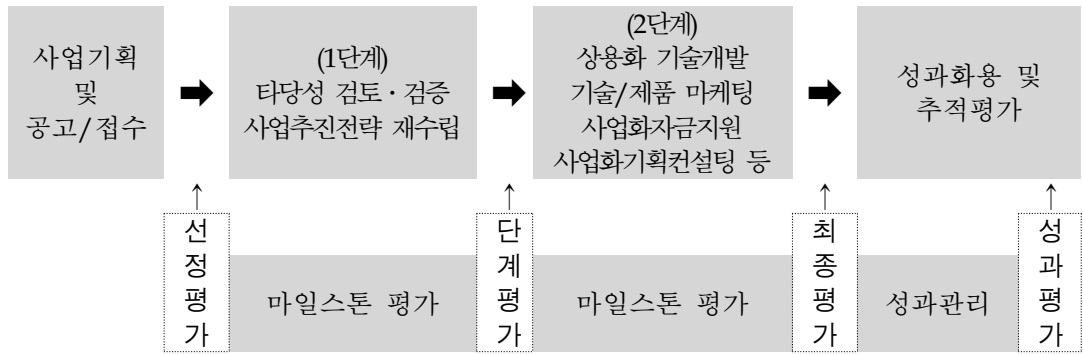 사업기획
및
공고/접수
(1단계)
타당성 검토·검증
사업추진전략 재수립
(2단계)
상용화 기술개발
기술/제품 마케팅
사업화자금지원
사업화기획컨설팅 등
성과화용 및
추적평가
선정평가
마일스톤 평가
단계평가
마일스톤 평가
최종평가
성과관리
성과평가